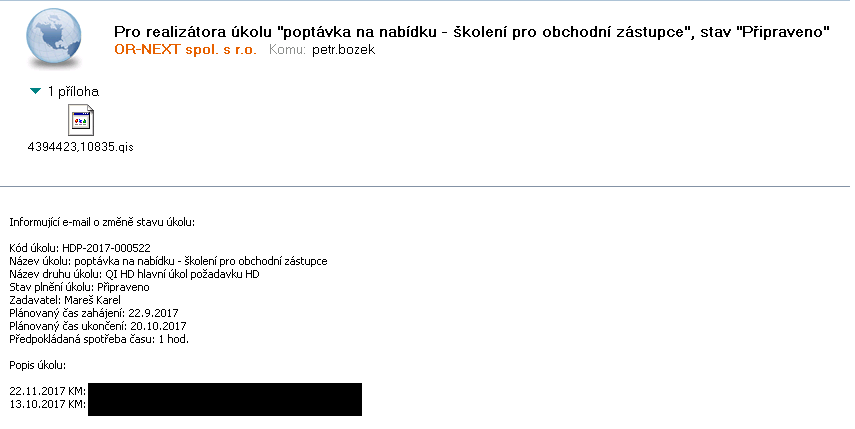 Pro realizátora úkolu "poptávka na nabídku - školení pro obchodní zástupce", stav "Připraveno"
OR-NEXT spol. s r.o. Komu: petr.bozek
1 příloha
4394423,10835.qis
Informující e-mail o změně stavu úkolu:
Kód úkolu: HDP-2017-000522
Název úkolu: poptávka na nabídku - školení pro obchodní zástupce
Název druhu úkolu: QI HD hlavní úkol požadavku HD
Stav plnění úkolu: Připraveno
Zadavatel: Mareš Karel
Plánovaný čas zahájení: 22.9.2017
Plánovaný čas ukončení: 20.10.2017
Předpokládaná spotřeba času: 1 hod.
Popis úkolu:
22.11.2017 KM:
13.10.2017 KM: